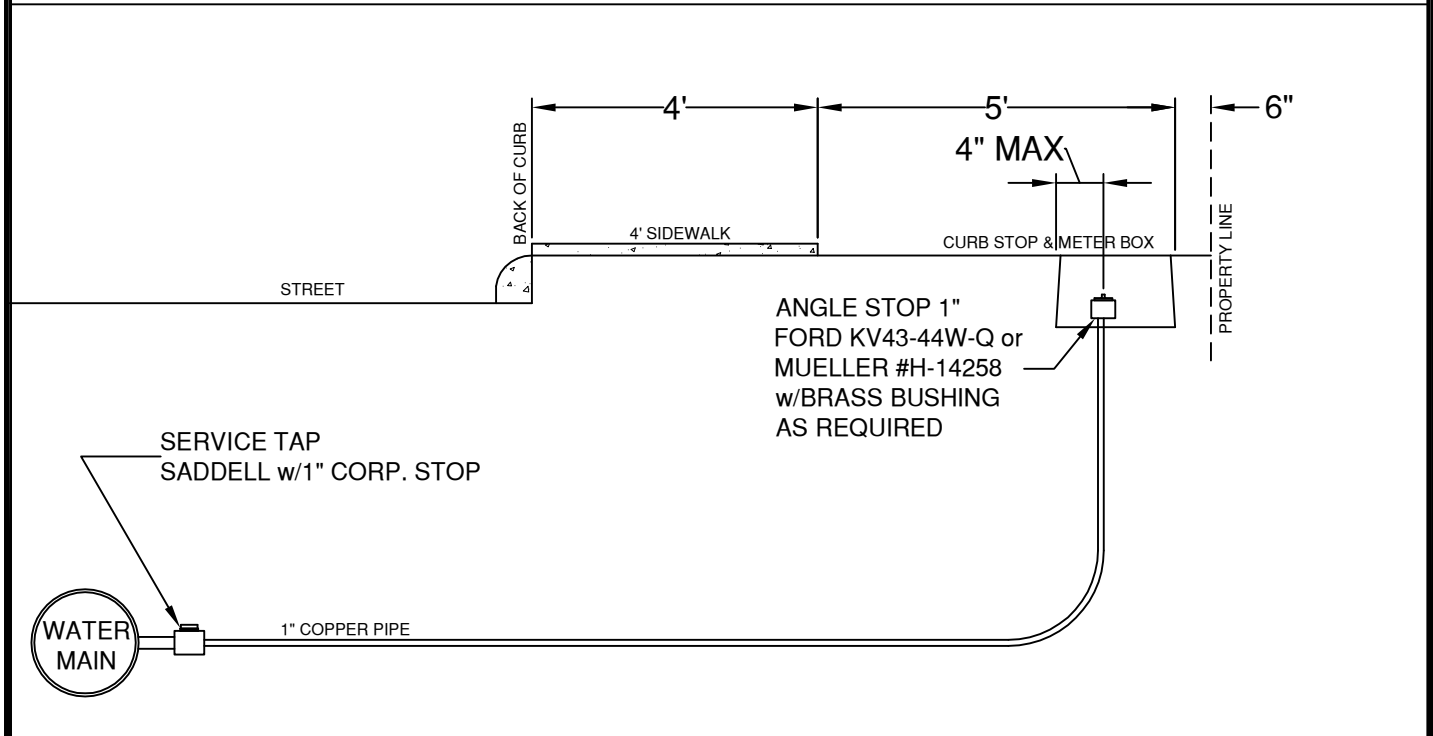 4'
5'
6"
4" MAX
BACK OF CURB
4' SIDEWALK
CURB STOP & METER BOX
PROPERTY LINE
STREET
ANGLE STOP 1"
FORD KV43-44W-Q or
MUELLER #H-14258
w/BRASS BUSHING
AS REQUIRED
SERVICE TAP
SADDELL w/1" CORP. STOP
WATER
MAIN
1" COPPER PIPE